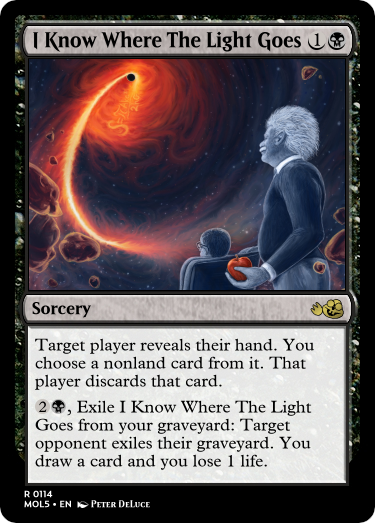 I Know Where The Light Goes 1
Sorcery
Target player reveals their hand. You
choose a nonland card from it. That
player discards that card.
2, Exile I Know Where The Light
Goes from your graveyard: Target
opponent exiles their graveyard. You
draw a card and you lose 1 life.
R 0114
MOL5 • EN Peter DeLuce